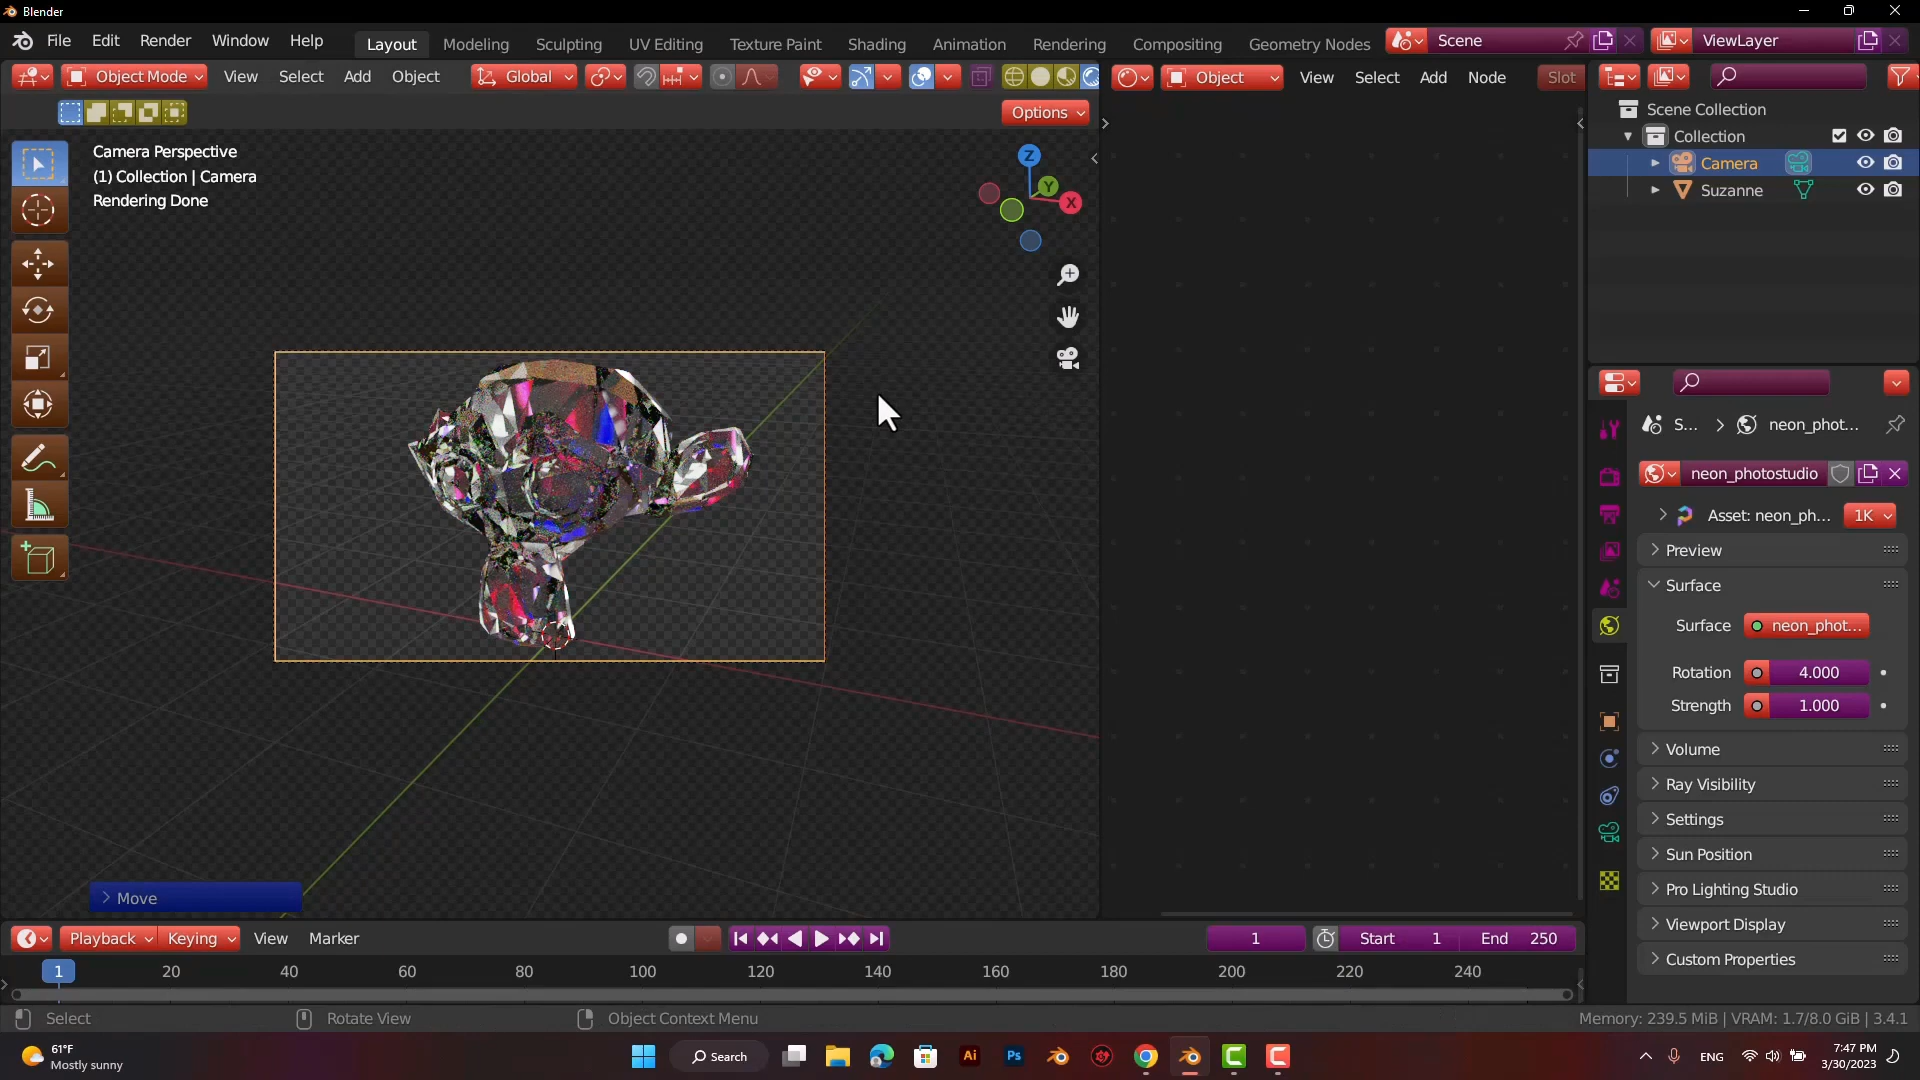 Blender
File Edit Render Window Help Layout Modeling Sculpting UV Editing Texture Paint Shading Animation Rendering Compositing Geometry Nodes Scene ViewLayer
Object Mode View Select Add Object Global Object View Select Add Node Slot
Options
Camera Perspective
(1) Collection | Camera
Rendering Done
Z
Y
X
Scene Collection
Collection
Camera
Suzanne
S... neon_phot...
neon_photostudio
Asset: neon_ph... 1K
Preview
Surface
Surface neon_phot...
Rotation 4.000
Strength 1.000
Volume
Ray Visibility
Settings
Sun Position
Pro Lighting Studio
Viewport Display
Custom Properties
Move
Playback Keying View Marker 1 Start 1 End 250
1 20 40 60 80 100 120 140 160 180 200 220 240
Select Rotate View Object Context Menu Memory: 239.5 MiB | VRAM: 1.7/8.0 GiB | 3.4.1
61°F
Mostly sunny
Search
Ai
Ps
ENG
7:47 PM
3/30/2023